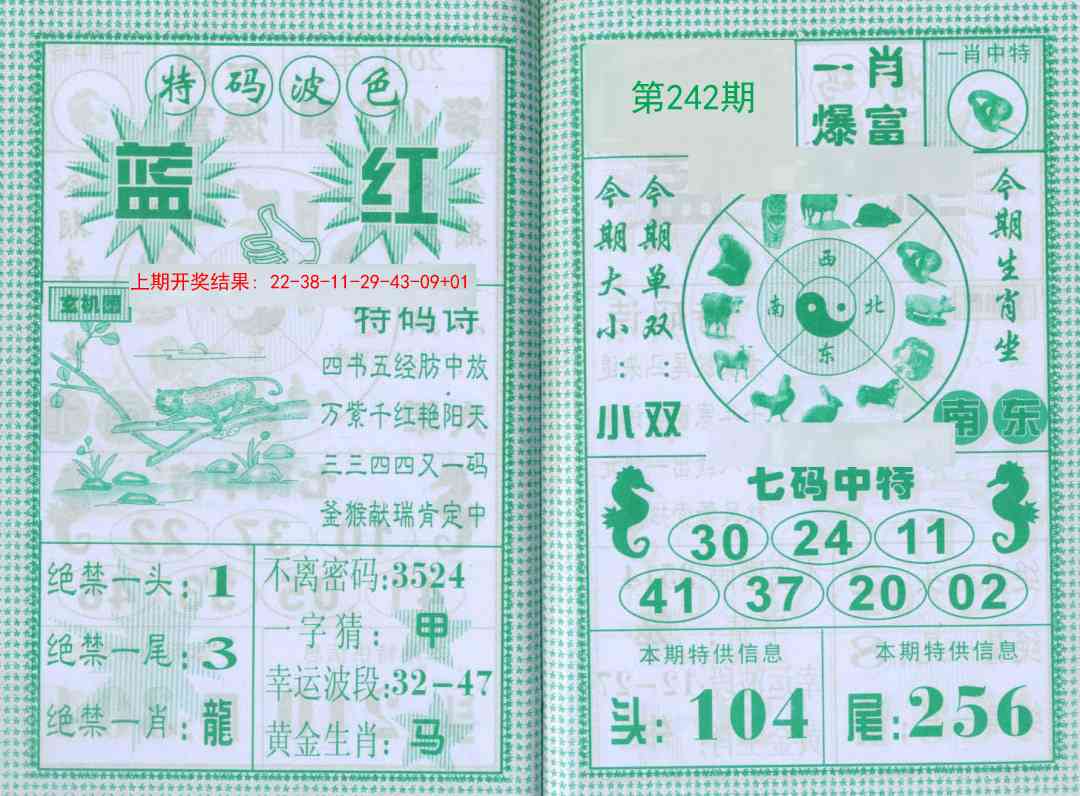 特码波色
蓝 红
上期开奖结果：22-38-11-29-43-09+01
玄机图
特码诗
四书五经肪中放
万紫千红艳阳天
三三四四又一码
釜猴献瑞肯定中
绝禁一头：1
绝禁一尾：3
绝禁一肖：龍
不离密码：3524
一字猜：甲
幸运波段：32-47
黄金生肖：马
第242期
一肖
爆富
一肖中特
今期大小：小
今期单双：双
西
南 北
东
今期生肖坐
南东
七码中特
30 24 11
41 37 20 02
本期特供信息
头：104
本期特供信息
尾：256